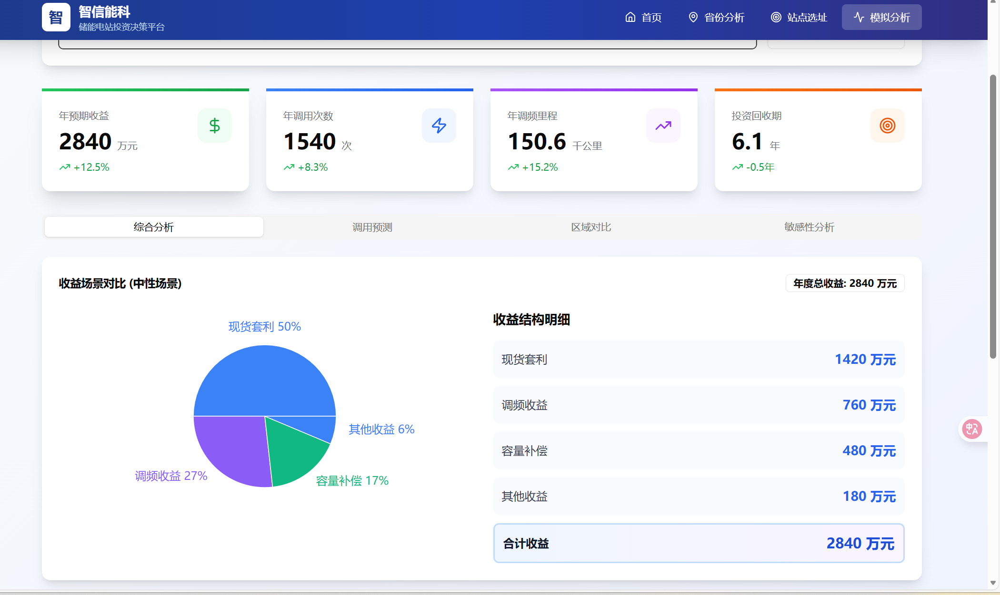 智
智信能科
储能电站投资决策平台
首页
省份分析
站点选址
模拟分析
年预期收益
2840 万元
+12.5%
年调用次数
1540 次
+8.3%
年调频里程
150.6 千公里
+15.2%
投资回收期
6.1 年
-0.5年
综合分析
调用预测
区域对比
敏感性分析
收益场景对比 (中性场景)
年度总收益: 2840 万元
现货套利 50%
其他收益 6%
调频收益 27%
容量补偿 17%
收益结构明细
现货套利 1420 万元
调频收益 760 万元
容量补偿 480 万元
其他收益 180 万元
合计收益 2840 万元
中A